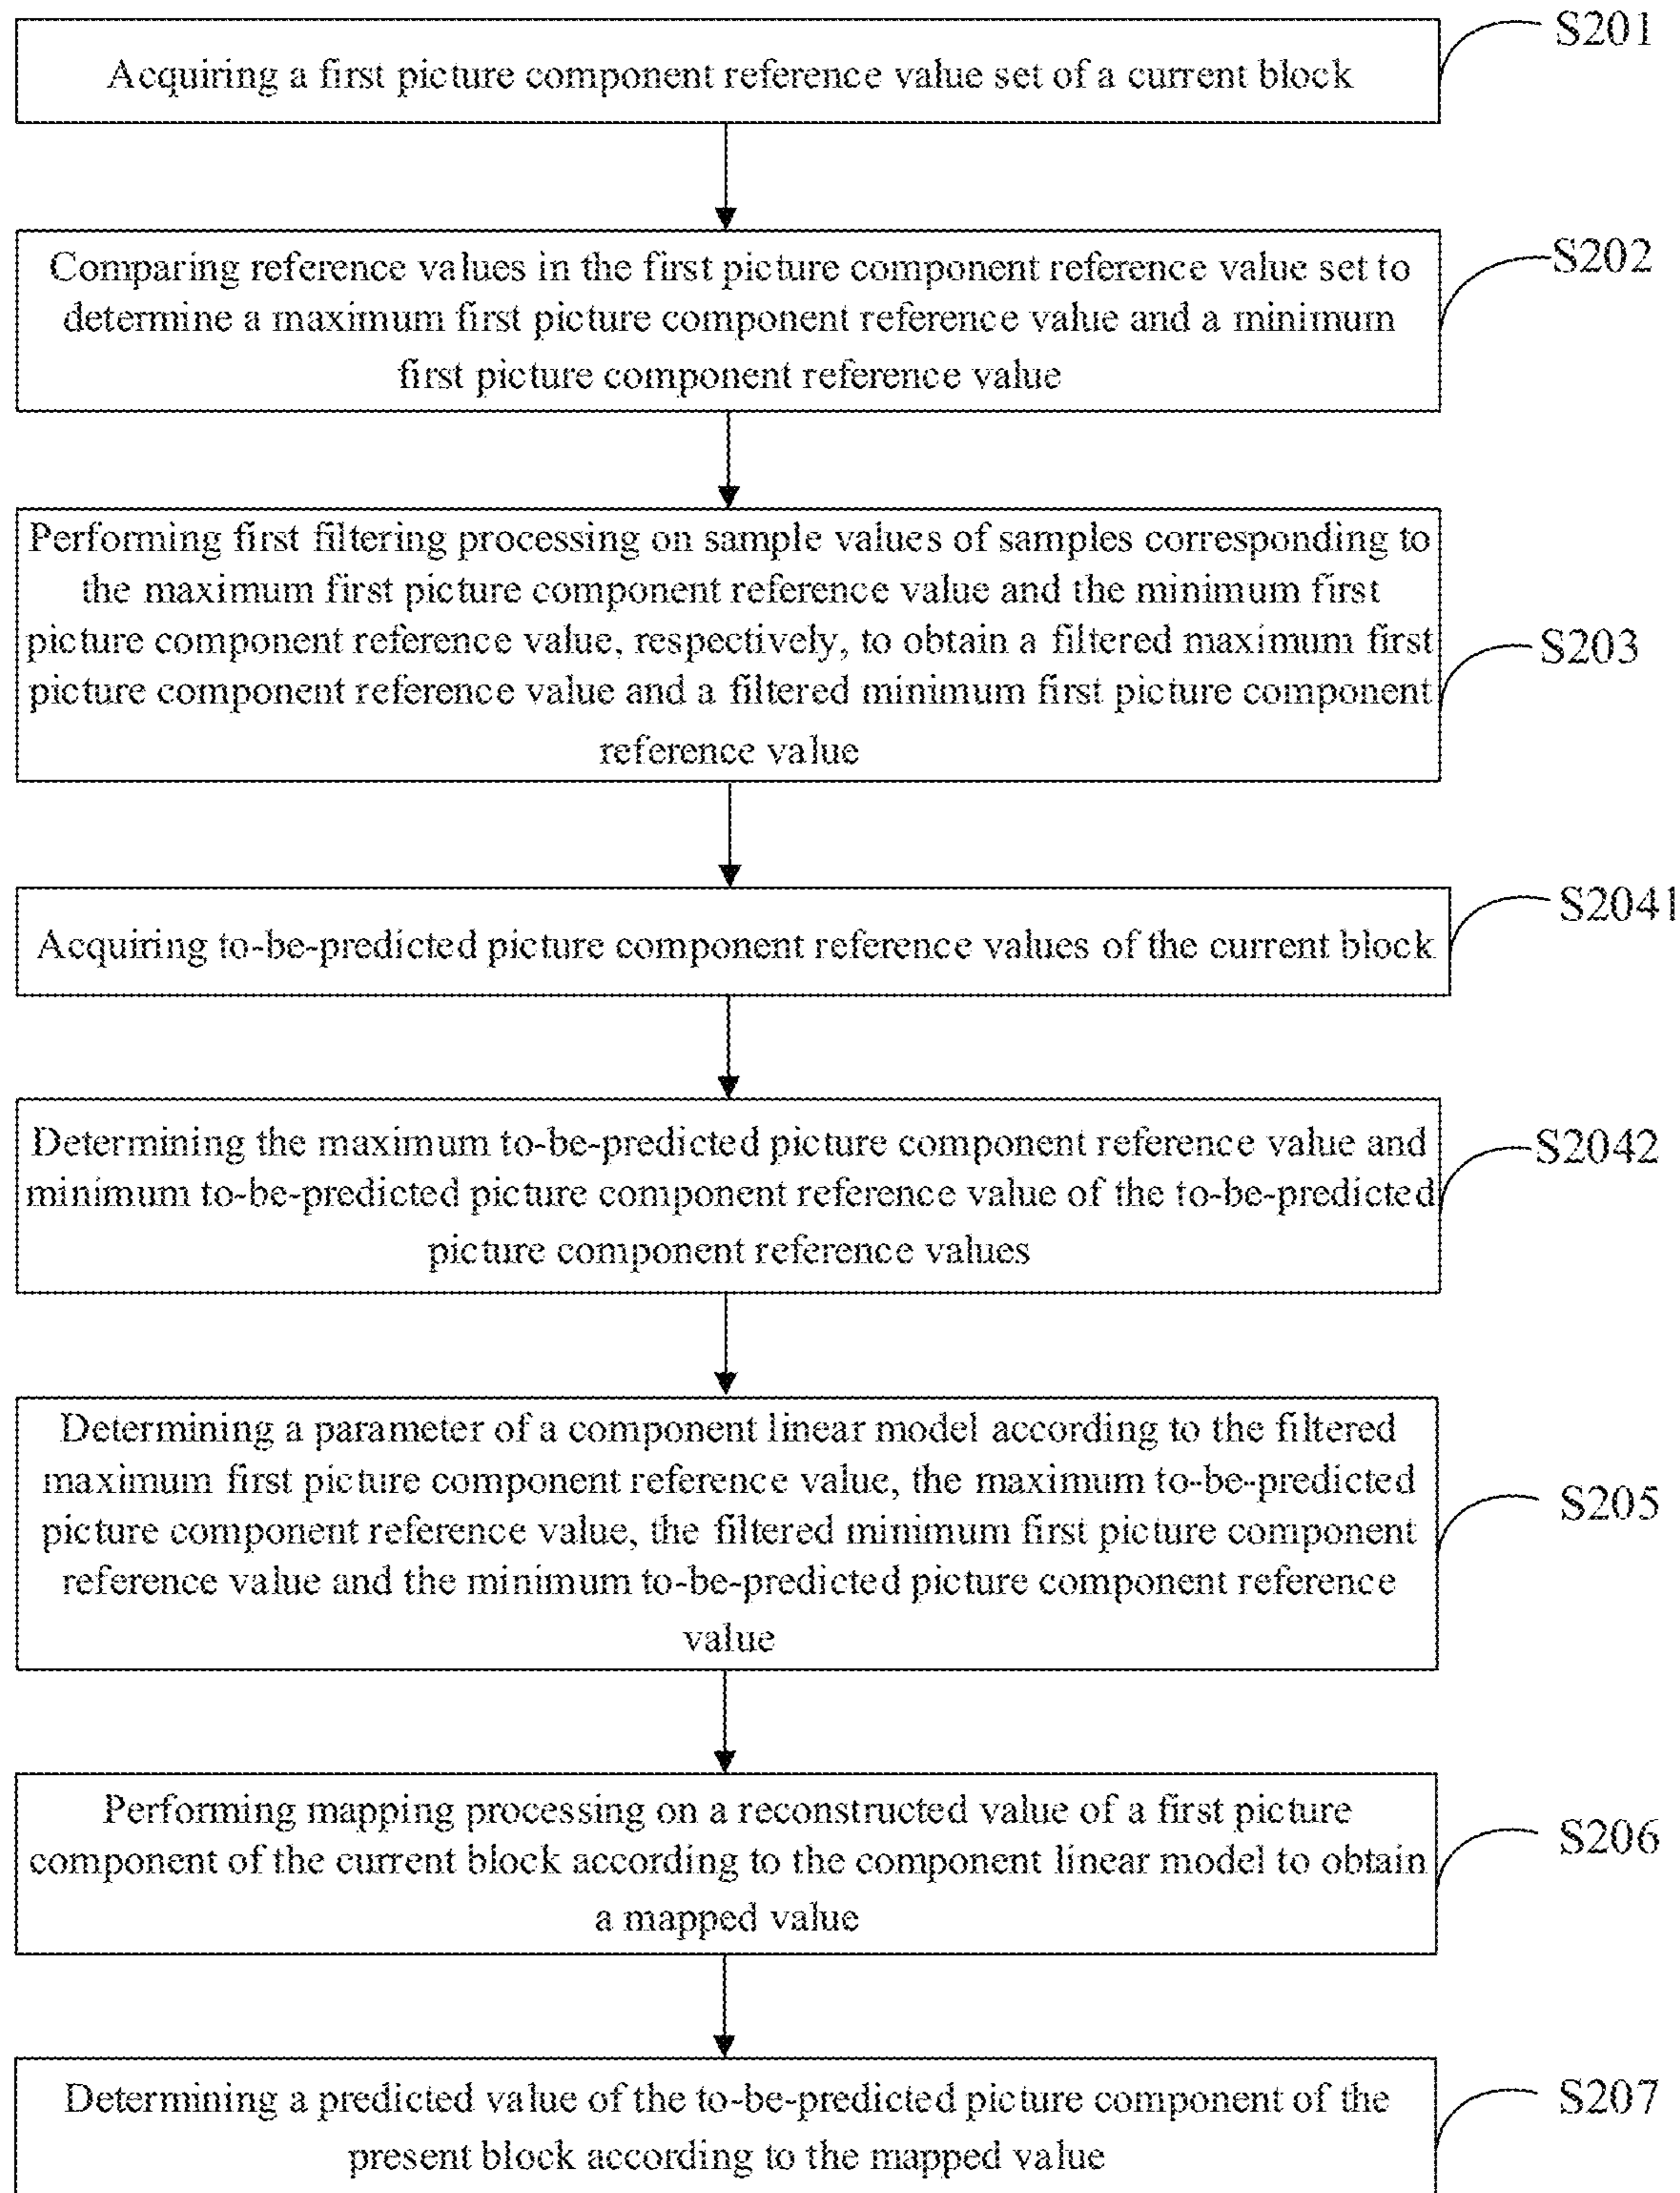 Acquiring a first picture component reference value set of a current block
S201
Comparing reference values in the first picture component reference value set to
determine a maximum first picture component reference value and a minimum
first picture component reference value
S202
Performing first filtering processing on sample values of samples corresponding to
the maximum first picture component reference value and the minimum first
picture component reference value, respectively, to obtain a filtered maximum first
picture component reference value and a filtered minimum first picture component
reference value
S203
Acquiring to-be-predicted picture component reference values of the current block
S2041
Determining the maximum to-be-predicted picture component reference value and
minimum to-be-predicted picture component reference value of the to-be-predicted
picture component reference values
S2042
Determining a parameter of a component linear model according to the filtered
maximum first picture component reference value, the maximum to-be-predicted
picture component reference value, the filtered minimum first picture component
reference value and the minimum to-be-predicted picture component reference
value
S205
Performing mapping processing on a reconstructed value of a first picture
component of the current block according to the component linear model to obtain
a mapped value
S206
Determining a predicted value of the to-be-predicted picture component of the
present block according to the mapped value
S207